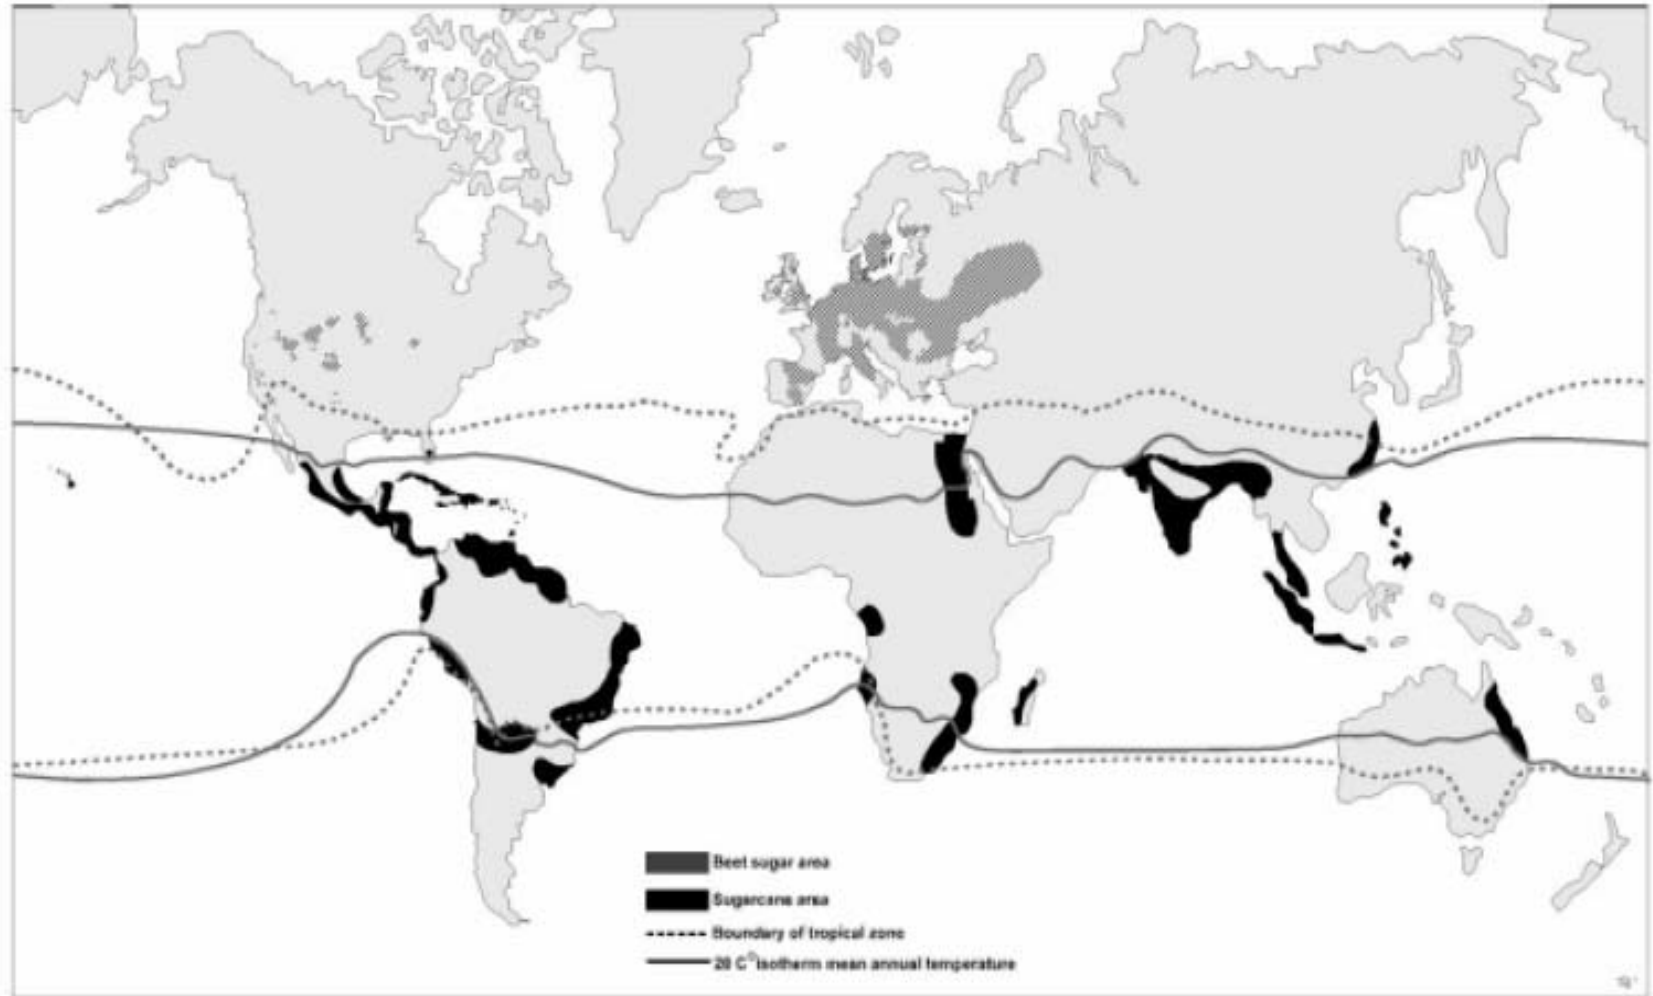 Beet sugar area
Sugarcane area
Boundary of tropical zone
20 C° isotherm mean annual temperature